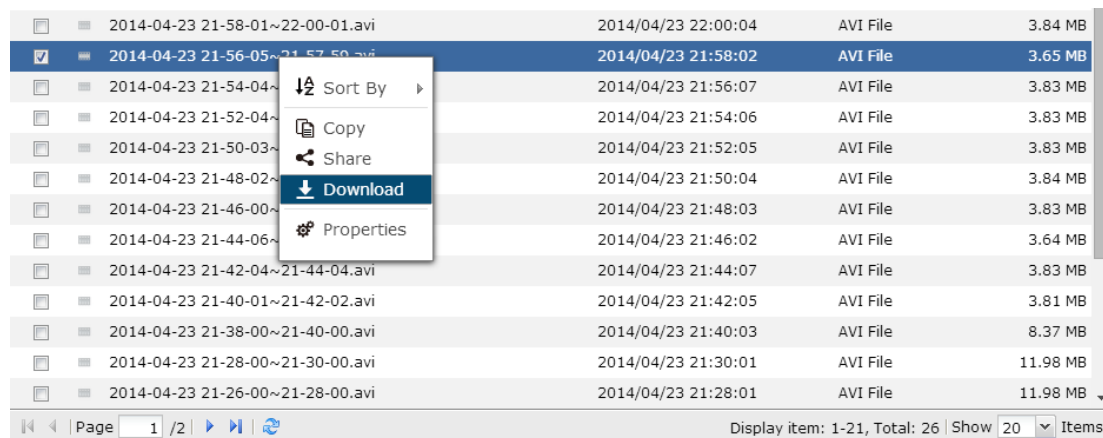 2014-04-23 21-58-01~22-00-01.avi 2014/04/23 22:00:04 AVI File 3.84 MB
2014-04-23 21-56-05~21-57-59.avi 2014/04/23 21:58:02 AVI File 3.65 MB
2014-04-23 21-54-04~ 2014/04/23 21:56:07 AVI File 3.83 MB
2014-04-23 21-52-04~ 2014/04/23 21:54:06 AVI File 3.83 MB
2014-04-23 21-50-03~ 2014/04/23 21:52:05 AVI File 3.83 MB
2014-04-23 21-48-02~ 2014/04/23 21:50:04 AVI File 3.84 MB
2014-04-23 21-46-00~ 2014/04/23 21:48:03 AVI File 3.83 MB
2014-04-23 21-44-06~ 2014/04/23 21:46:02 AVI File 3.64 MB
2014-04-23 21-42-04~21-44-04.avi 2014/04/23 21:44:07 AVI File 3.83 MB
2014-04-23 21-40-01~21-42-02.avi 2014/04/23 21:42:05 AVI File 3.81 MB
2014-04-23 21-38-00~21-40-00.avi 2014/04/23 21:40:03 AVI File 8.37 MB
2014-04-23 21-28-00~21-30-00.avi 2014/04/23 21:30:01 AVI File 11.98 MB
2014-04-23 21-26-00~21-28-00.avi 2014/04/23 21:28:01 AVI File 11.98 MB
Sort By
Copy
Share
Download
Properties
Page 1 /2 Display item: 1-21, Total: 26 Show 20 Items